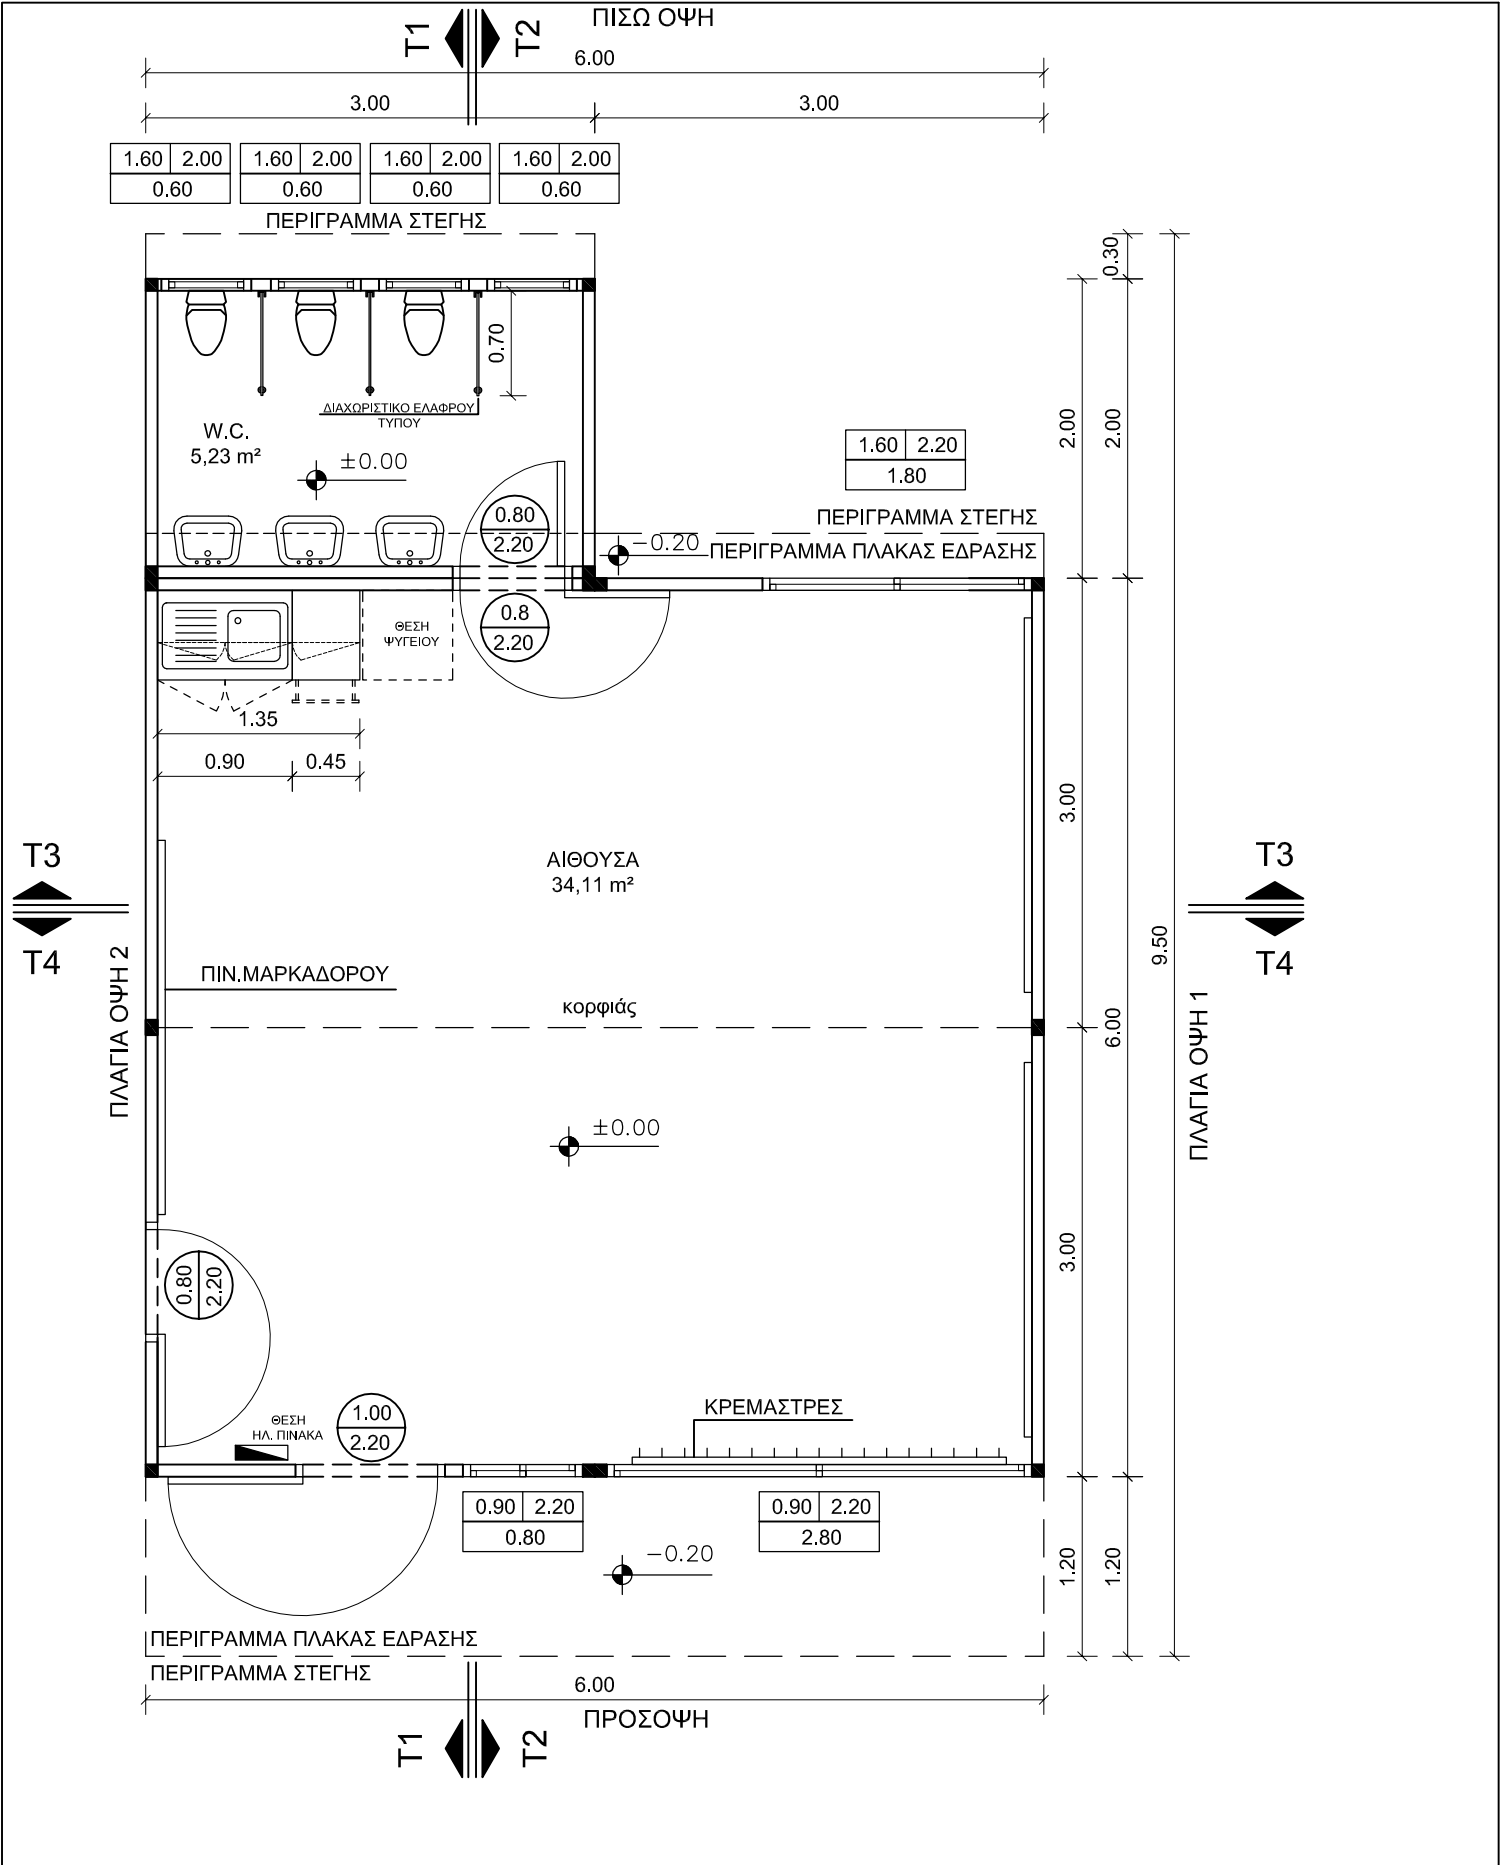 ΠΙΣΩ ΟΨΗ
T1
T2
6.00
3.00
3.00
1.60 2.00
0.60
1.60 2.00
0.60
1.60 2.00
0.60
1.60 2.00
0.60
ΠΕΡΙΓΡΑΜΜΑ ΣΤΕΓΗΣ
0.30
0.70
ΔΙΑΧΩΡΙΣΤΙΚΟ ΕΛΑΦΡΟΥ
ΤΥΠΟΥ
W.C.
5,23 m²
±0.00
2.00
2.00
1.60 2.20
1.80
0.80
2.20
ΠΕΡΙΓΡΑΜΜΑ ΣΤΕΓΗΣ
-0.20
ΠΕΡΙΓΡΑΜΜΑ ΠΛΑΚΑΣ ΕΔΡΑΣΗΣ
0.8
2.20
ΘΕΣΗ
ΨΥΓΕΙΟΥ
1.35
0.90
0.45
3.00
T3
T4
ΑΙΘΟΥΣΑ
34,11 m²
T3
T4
9.50
ΠΛΑΓΙΑ ΟΨΗ 2
ΠΙΝ.ΜΑΡΚΑΔΟΡΟΥ
κορφιάς
6.00
ΠΛΑΓΙΑ ΟΨΗ 1
±0.00
0.80
2.20
3.00
ΘΕΣΗ
ΗΛ. ΠΙΝΑΚΑ
1.00
2.20
ΚΡΕΜΑΣΤΡΕΣ
0.90 2.20
0.80
0.90 2.20
2.80
-0.20
1.20
1.20
ΠΕΡΙΓΡΑΜΜΑ ΠΛΑΚΑΣ ΕΔΡΑΣΗΣ
ΠΕΡΙΓΡΑΜΜΑ ΣΤΕΓΗΣ
6.00
ΠΡΟΣΟΨΗ
T1
T2